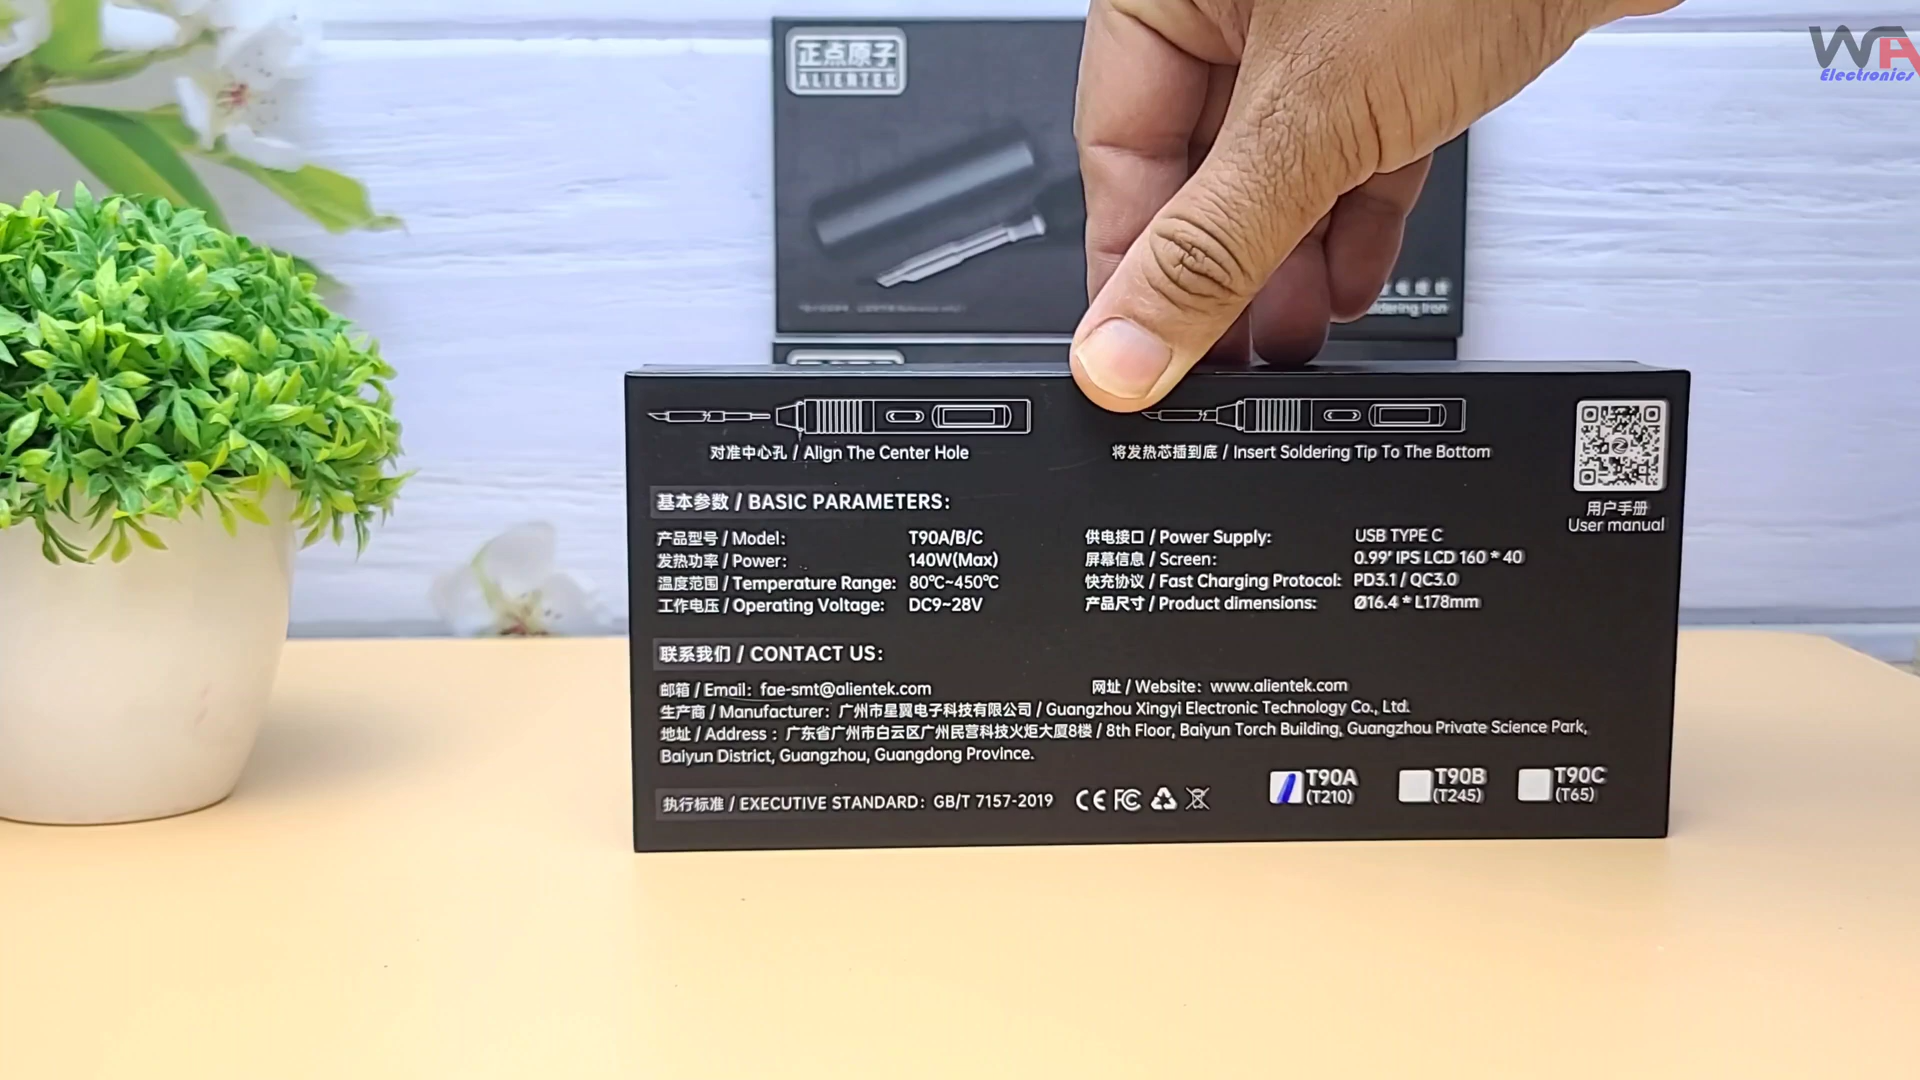 WA
Electronics
正点原子
ALIENTEK
ldering Iron
对准中心孔 / Align The Center Hole
将发热芯插到底 / Insert Soldering Tip To The Bottom
用户手册
User manual
基本参数 / BASIC PARAMETERS:
产品型号 / Model: T90A/B/C
供电接口 / Power Supply: USB TYPE C
发热功率 / Power: 140W(Max)
屏幕信息 / Screen: 0.99' IPS LCD 160 * 40
温度范围 / Temperature Range: 80℃~450℃
快充协议 / Fast Charging Protocol: PD3.1 / QC3.0
工作电压 / Operating Voltage: DC9~28V
产品尺寸 / Product dimensions: Ø16.4 * L178mm
联系我们 / CONTACT US:
邮箱 / Email: fae-smt@alientek.com
网址 / Website: www.alientek.com
生产商 / Manufacturer: 广州市星翼电子科技有限公司 / Guangzhou Xingyi Electronic Technology Co., Ltd.
地址 / Address : 广东省广州市白云区广州民营科技火炬大厦8楼 / 8th Floor, Baiyun Torch Building, Guangzhou Private Science Park,
Baiyun District, Guangzhou, Guangdong Province.
执行标准 / EXECUTIVE STANDARD: GB/T 7157-2019 CE FC
T90A
(T210)
T90B
(T245)
T90C
(T65)